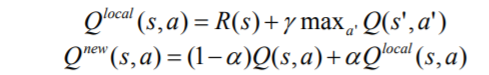 Q^{local}(s,a) = R(s) + γ max_{a'} Q(s',a')
Q^{new}(s,a) = (1−α)Q(s,a) + αQ^{local}(s,a)